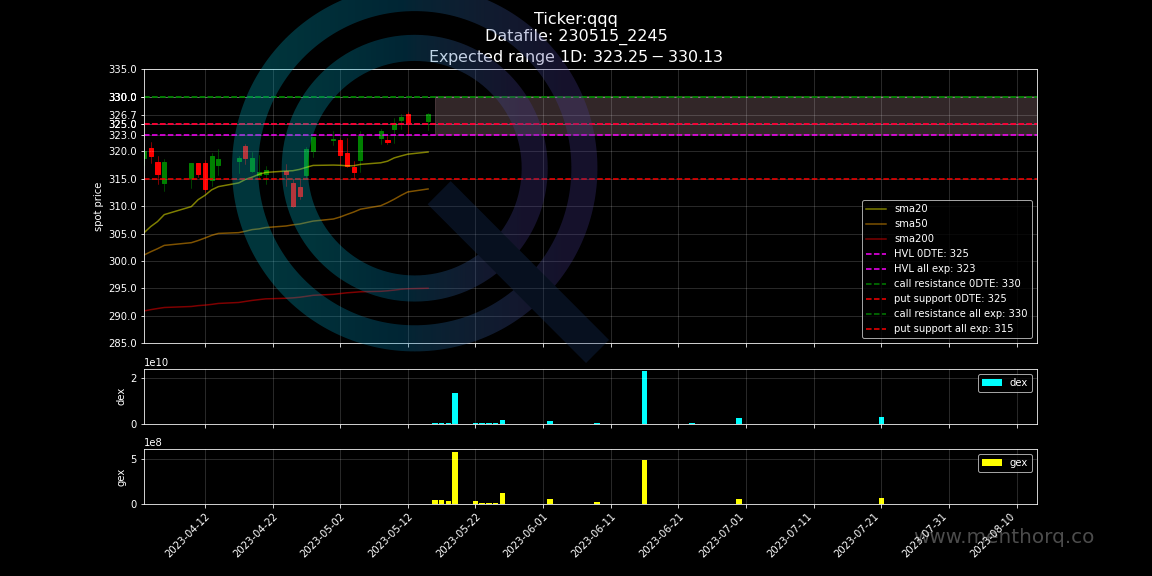 Ticker:qqq
Datafile: 230515_2245
Expected range 1D: 323.25 − 330.13
335.0
330.0
326.7
325.0
323.0
320.0
315.0
310.0
305.0
300.0
295.0
290.0
285.0
spot price
sma20
sma50
sma200
HVL 0DTE: 325
HVL all exp: 323
call resistance 0DTE: 330
put support 0DTE: 325
call resistance all exp: 330
put support all exp: 315
1e10
2
0
dex
dex
1e8
5
0
gex
gex
2023-04-12
2023-04-22
2023-05-02
2023-05-12
2023-05-22
2023-06-01
2023-06-11
2023-06-21
2023-07-01
2023-07-11
2023-07-21
2023-07-31
2023-08-10
www.menthorq.co